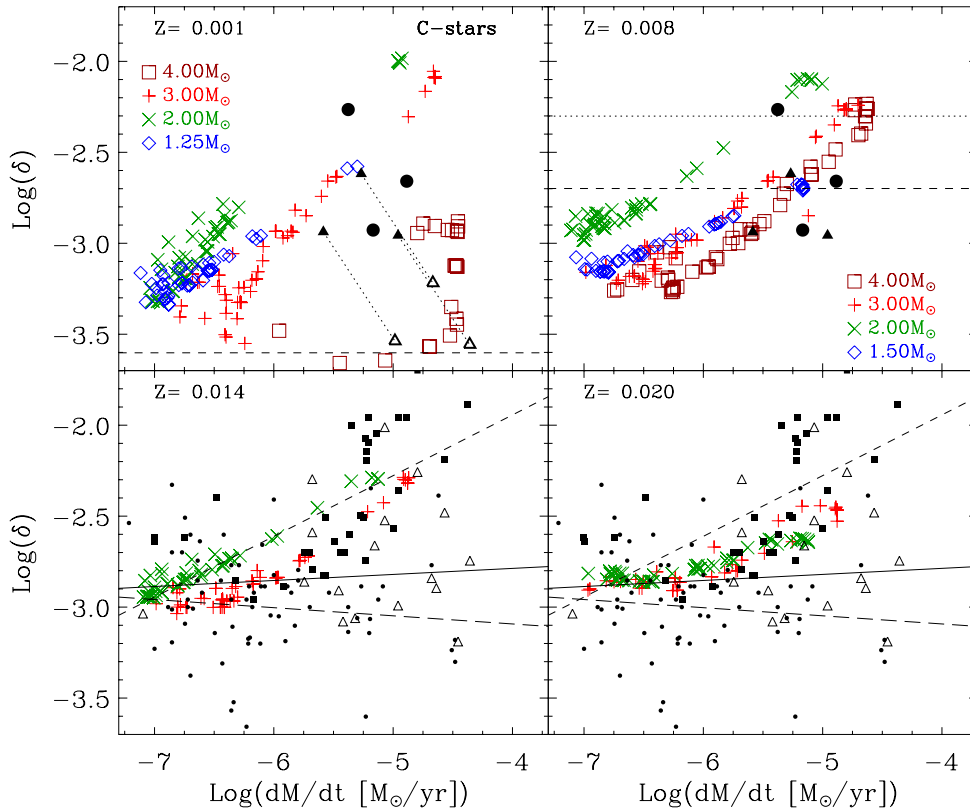 Z= 0.001
C-stars
4.00M⊙
3.00M⊙
2.00M⊙
1.25M⊙
Z= 0.008
4.00M⊙
3.00M⊙
2.00M⊙
1.50M⊙
Log(δ)
-2.0
-2.5
-3.0
-3.5
Z= 0.014
Z= 0.020
Log(δ)
-2.0
-2.5
-3.0
-3.5
-7
-6
-5
-4
-7
-6
-5
-4
Log(dM/dt [M⊙/yr)
Log(dM/dt [M⊙/yr)